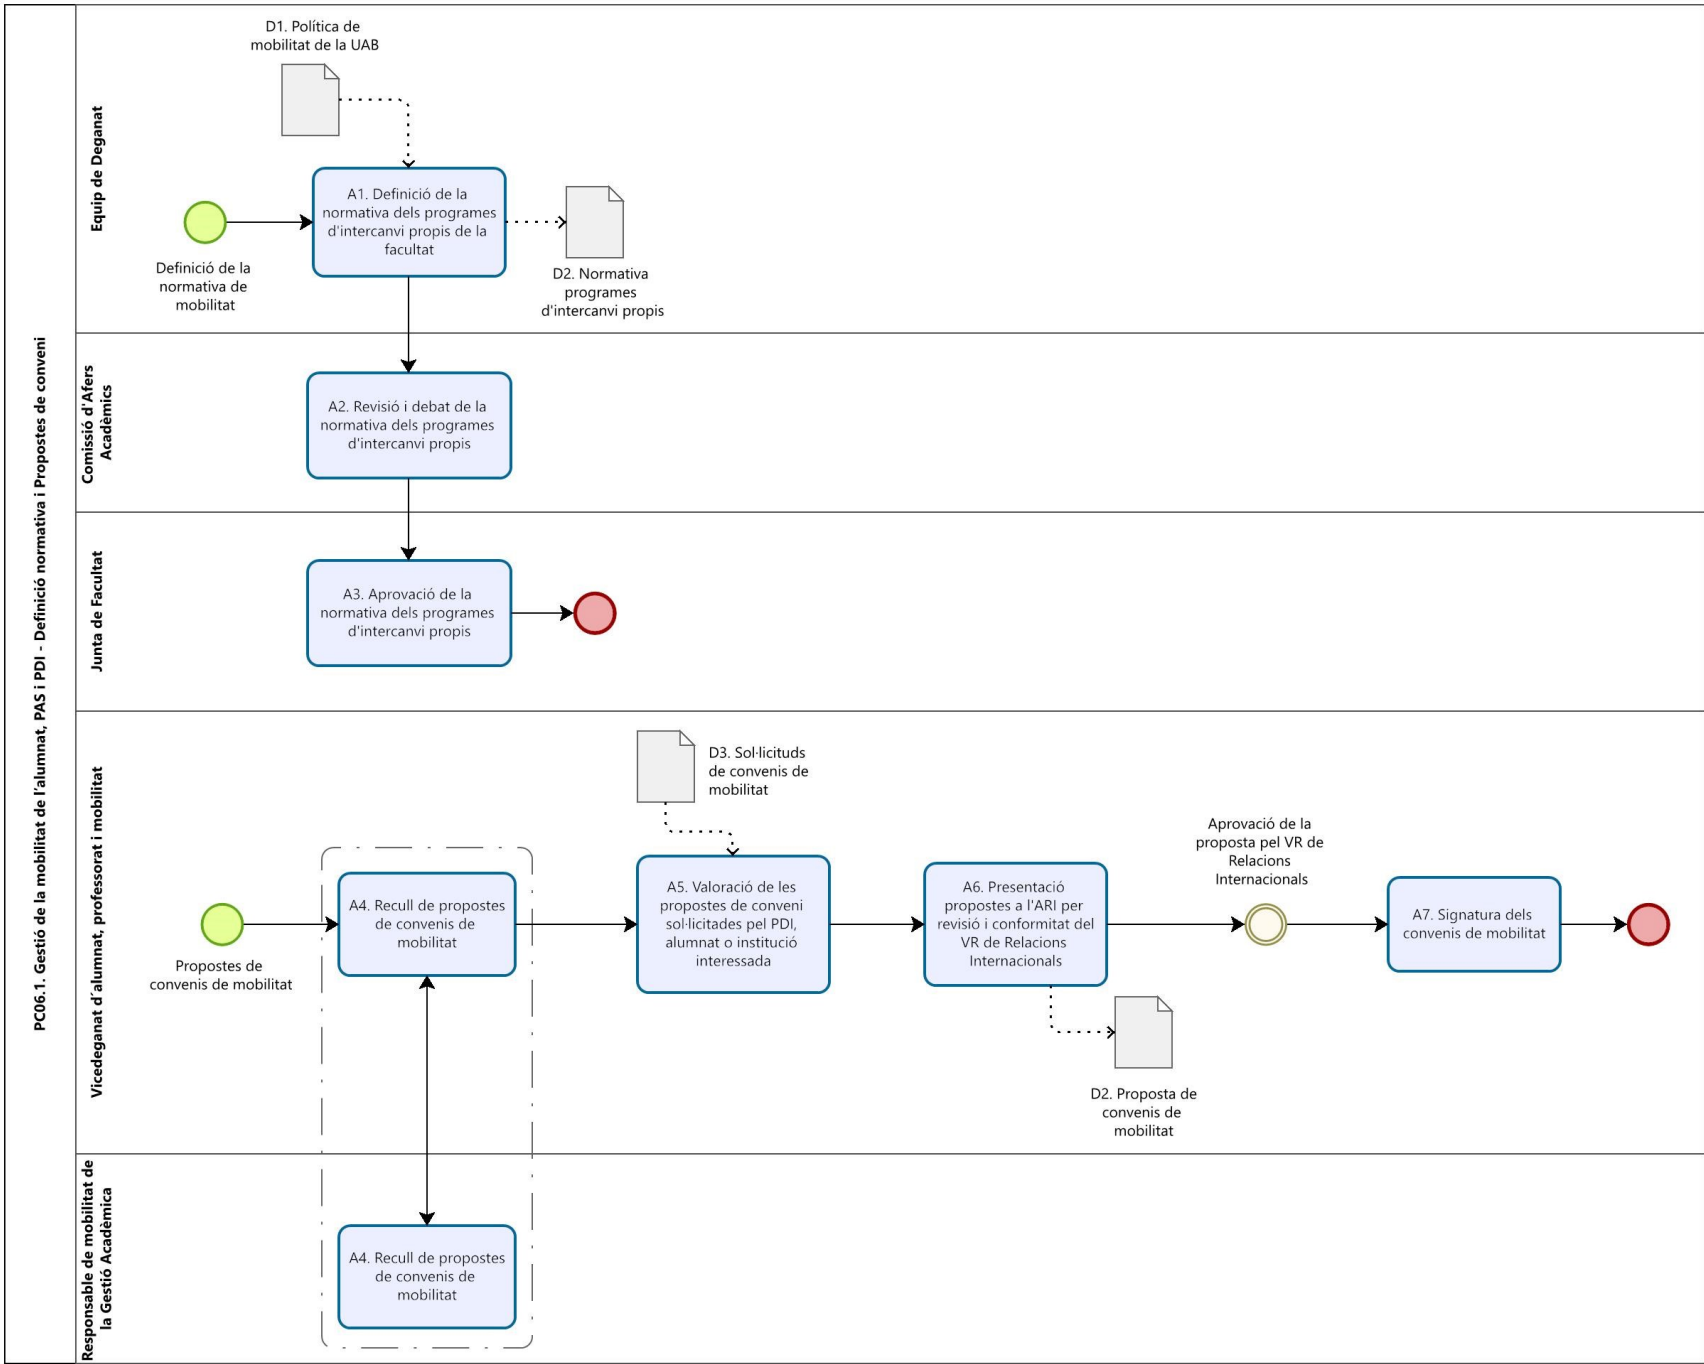 PC06.1. Gestió de la mobilitat de l'alumnat, PAS i PDI - Definició normativa i Propostes de conveni
Equip de Deganat
D1. Política de
mobilitat de la UAB
Definició de la
normativa de
mobilitat
A1. Definició de la
normativa dels programes
d'intercanvi propis de la
facultat
D2. Normativa
programes
d'intercanvi propis
Comissió d'Afers
Acadèmics
A2. Revisió i debat de la
normativa dels programes
d'intercanvi propis
Junta de Facultat
A3. Aprovació de la
normativa dels programes
d'intercanvi propis
Vicedeganat d´alumnat, professorat i mobilitat
Propostes de
convenis de mobilitat
A4. Recull de propostes
de convenis de
mobilitat
D3. Sol·licituds
de convenis de
mobilitat
A5. Valoració de les
propostes de conveni
sol·licitades pel PDI,
alumnat o institució
interessada
A6. Presentació
propostes a l'ARI per
revisió i conformitat del
VR de Relacions
Internacionals
D2. Proposta de
convenis de
mobilitat
Aprovació de la
proposta pel VR de
Relacions
Internacionals
A7. Signatura dels
convenis de mobilitat
Responsable de mobilitat de
la Gestió Acadèmica
A4. Recull de propostes
de convenis de
mobilitat